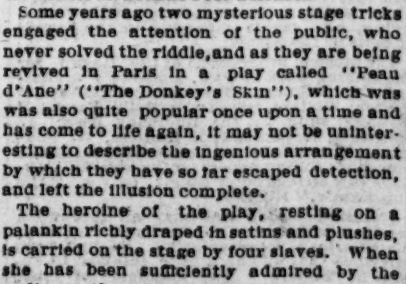 Some years ago two mysterious stage tricks
engaged the attention of the public, who
never solved the riddle, and as they are being
revived in Paris in a play called "Peau
d'Ane" ("The Donkey's Skin"), which was
was also quite popular once upon a time and
has come to life again, it may not be uninter-
esting to describe the ingenious arrangement
by which they have so far escaped detection,
and left the illusion complete.
The heroine of the play, resting on a
palankin richly draped in satins and plushes,
is carried on the stage by four slaves. When
she has been sufficiently admired by the